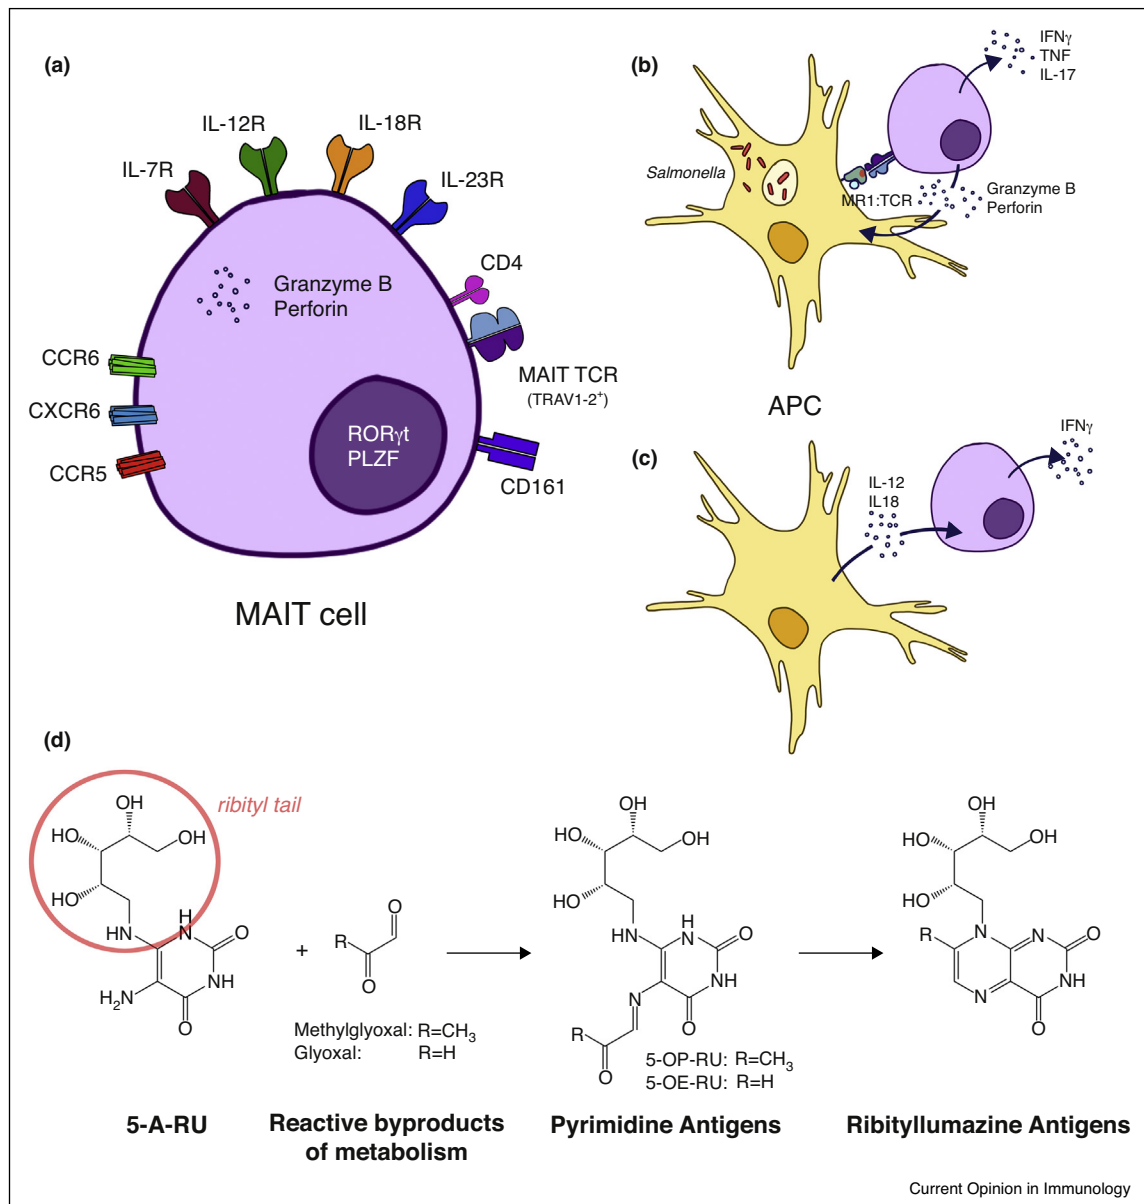 (a)
IL-12R
IL-18R
IL-7R
IL-23R
Granzyme B
Perforin
CD4
CCR6
CXCR6
CCR5
MAIT TCR
(TRAV1-2⁺)
RORγt
PLZF
CD161
MAIT cell
(b)
IFNγ
TNF
IL-17
Salmonella
MR1:TCR
Granzyme B
Perforin
APC
(c)
IFNγ
IL-12
IL18
(d)
ribityl tail
OH
HO
OH
HO
HN
H
N
O
NH
H₂N
O
+
O
R
O
Methylglyoxal: R=CH₃
Glyoxal: R=H
OH
HO
OH
HO
HN
H
N
O
NH
N
O
R
O
5-OP-RU: R=CH₃
5-OE-RU: R=H
OH
HO
OH
HO
R
N
N
O
NH
N
O
5-A-RU
Reactive byproducts
of metabolism
Pyrimidine Antigens
Ribityllumazine Antigens
Current Opinion in Immunology